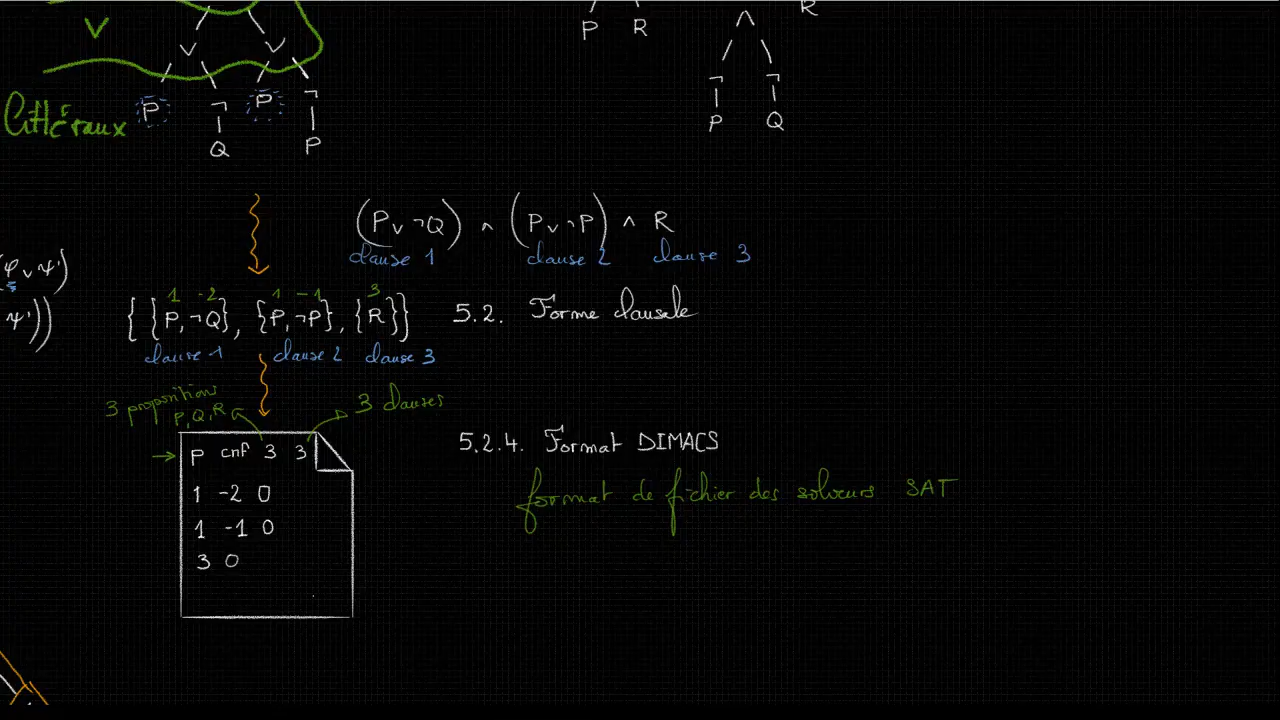 V
∧ R
P R
∨ ∨
Littéraux P ¬ P ¬
Q P
¬ ¬
P Q
(P ∨ ¬Q) ∧ (P ∨ ¬P) ∧ R
clause 1 clause 2 clause 3
(φ ∨ ψ')
ψ'))
1 -2 1 -1 3
{ {P, ¬Q}, {P, ¬P}, {R}}
clause 1 clause 2 clause 3
5.2. Forme clausale
3 propositions
P, Q, R
3 clauses
p cnf 3 3
1 -2 0
1 -1 0
3 0
5.2.4. Format DIMACS
format de fichier des solveurs SAT